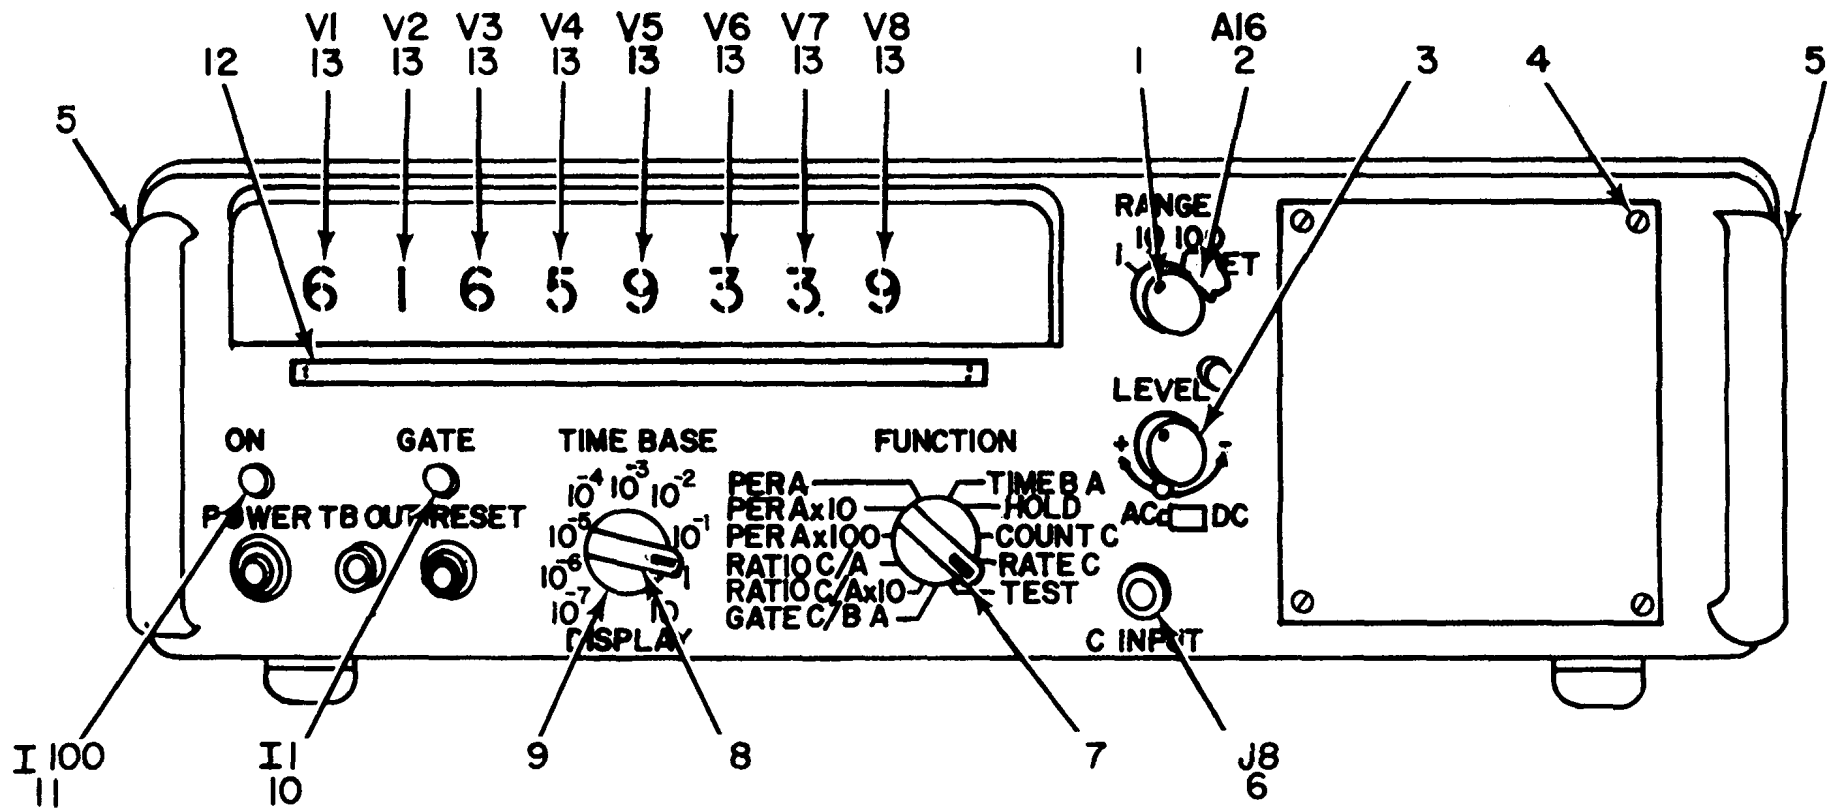 V1 V2 V3 V4 V5 V6 V7 V8 A16
12 13 13 13 13 13 13 13 13 1 2 3 4 5
5
RANGE
1 10 100
6 1 6 5 9 3 3. 9
LEVEL
+ -
AC DC
ON GATE TIME BASE FUNCTION
POWER TB OUT RESET
10⁻⁷ 10⁻⁶ 10⁻⁵ 10⁻⁴ 10⁻³ 10⁻² 10⁻¹ 1 10
DISPLAY
PER A TIME B A
PER Ax10 HOLD
PER Ax100 COUNT C
RATIO C/A RATE C
RATIO C/Ax10 TEST
GATE C/B A
C INPUT
I 100 I1 9 8 7 J8
11 10 6